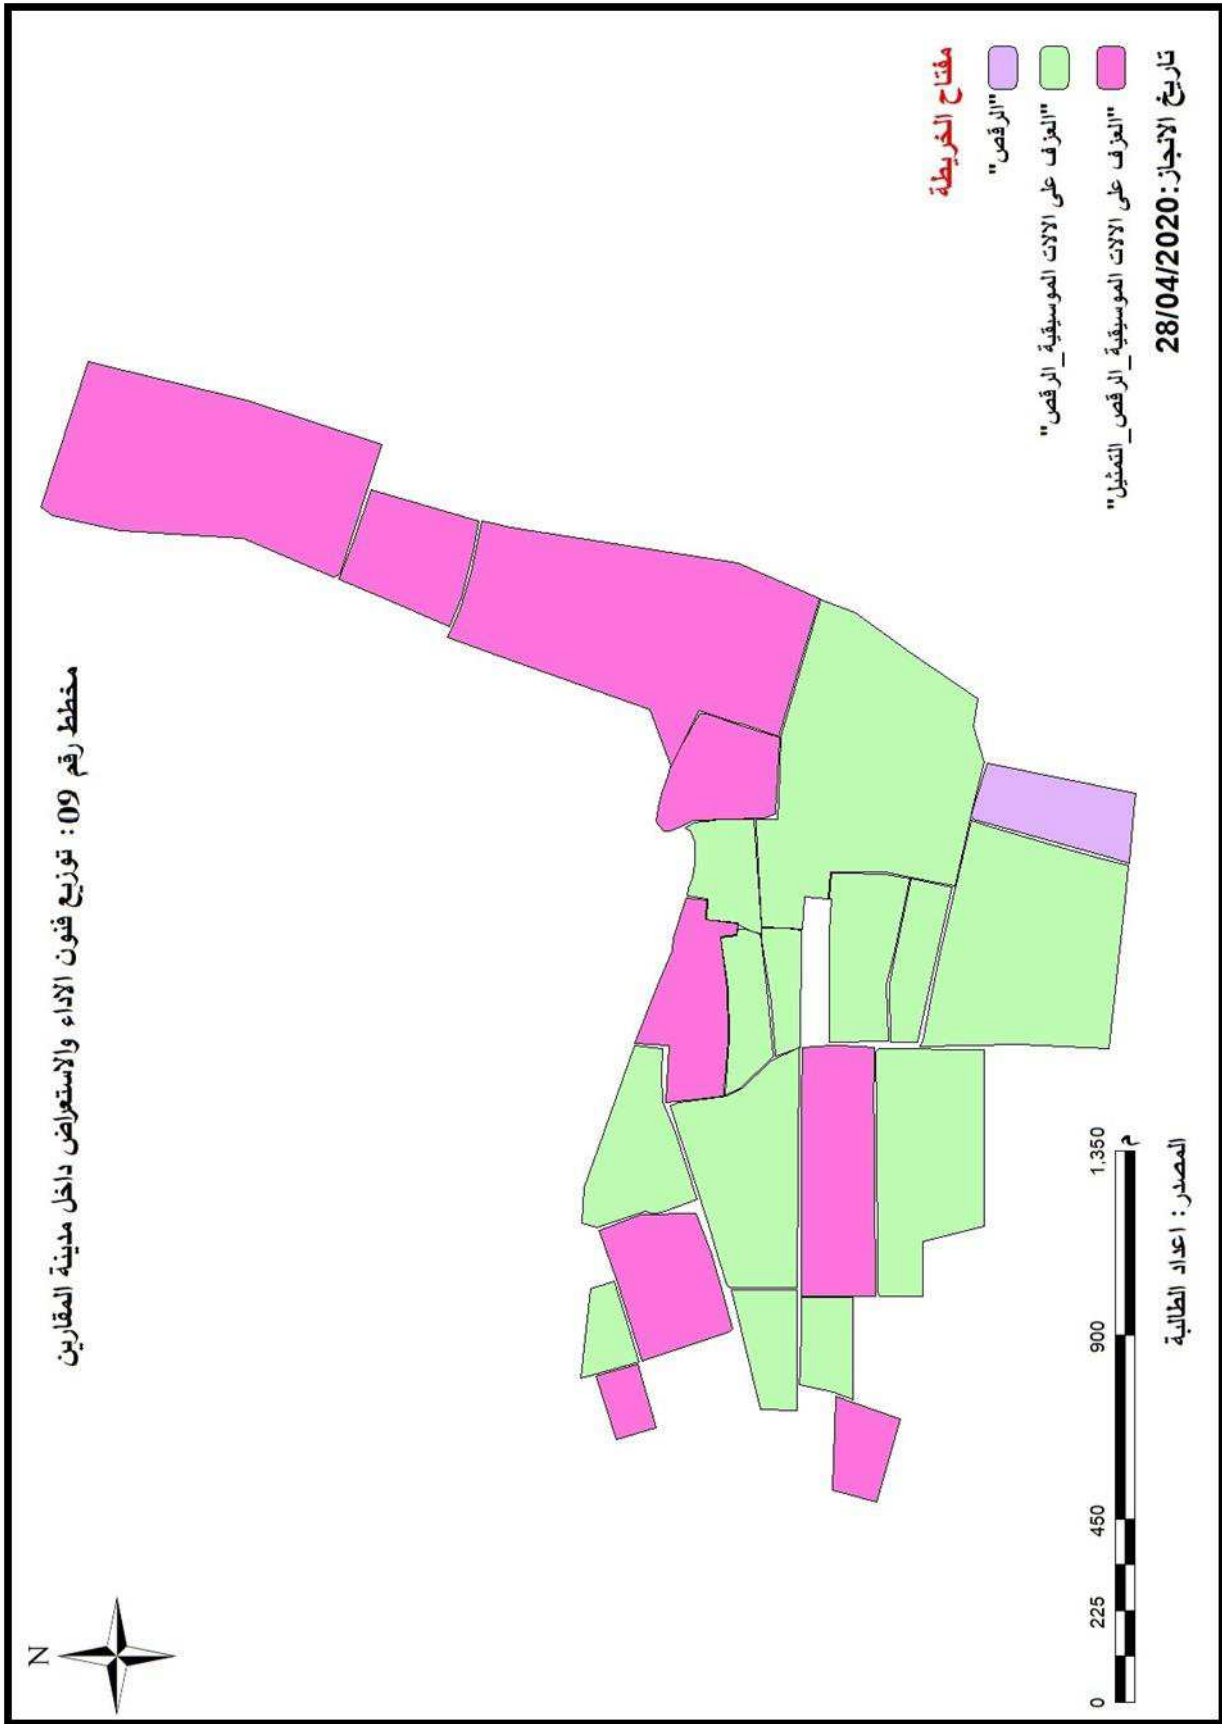 مخطط رقم 09: توزيع فنون الاداء والاستعراض داخل مدينة المقارين
N
مفتاح الخريطة
"الرقص"
"العزف على الالات الموسيقية_الرقص"
"العزف على الالات الموسيقية_الرقص_التمثيل"
تاريخ الانجاز:28/04/2020
0 225 450 900 1.350
م
المصدر: اعداد الطالبة